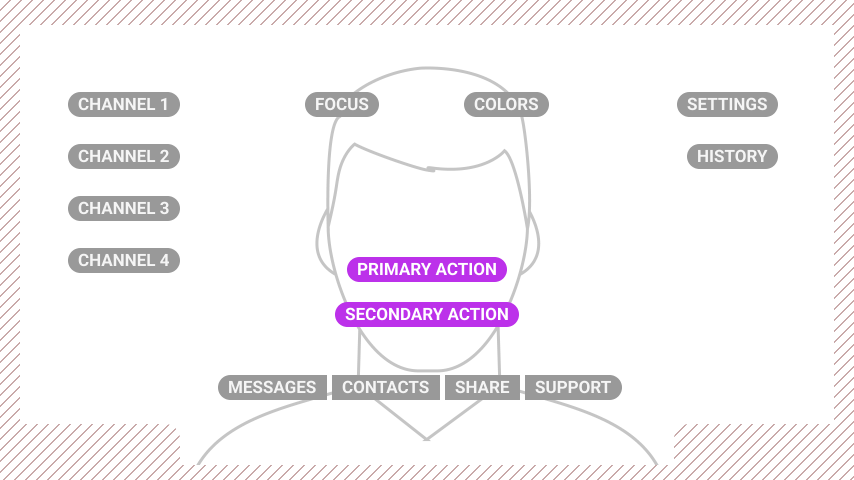 CHANNEL 1
CHANNEL 2
CHANNEL 3
CHANNEL 4
FOCUS
COLORS
SETTINGS
HISTORY
PRIMARY ACTION
SECONDARY ACTION
MESSAGES CONTACTS SHARE SUPPORT